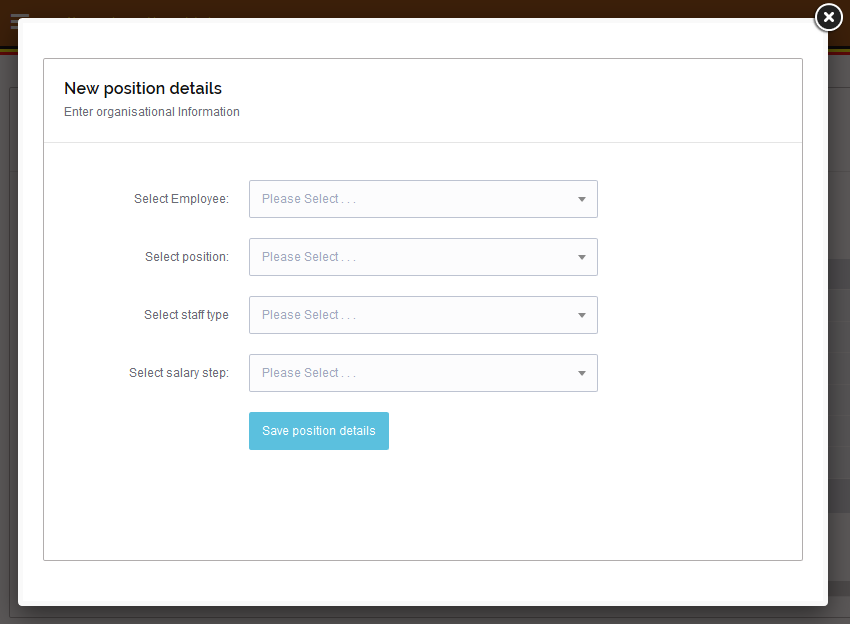 New position details
Enter organisational Information
Select Employee: Please Select . . .
Select position: Please Select . . .
Select staff type Please Select . . .
Select salary step: Please Select . . .
Save position details